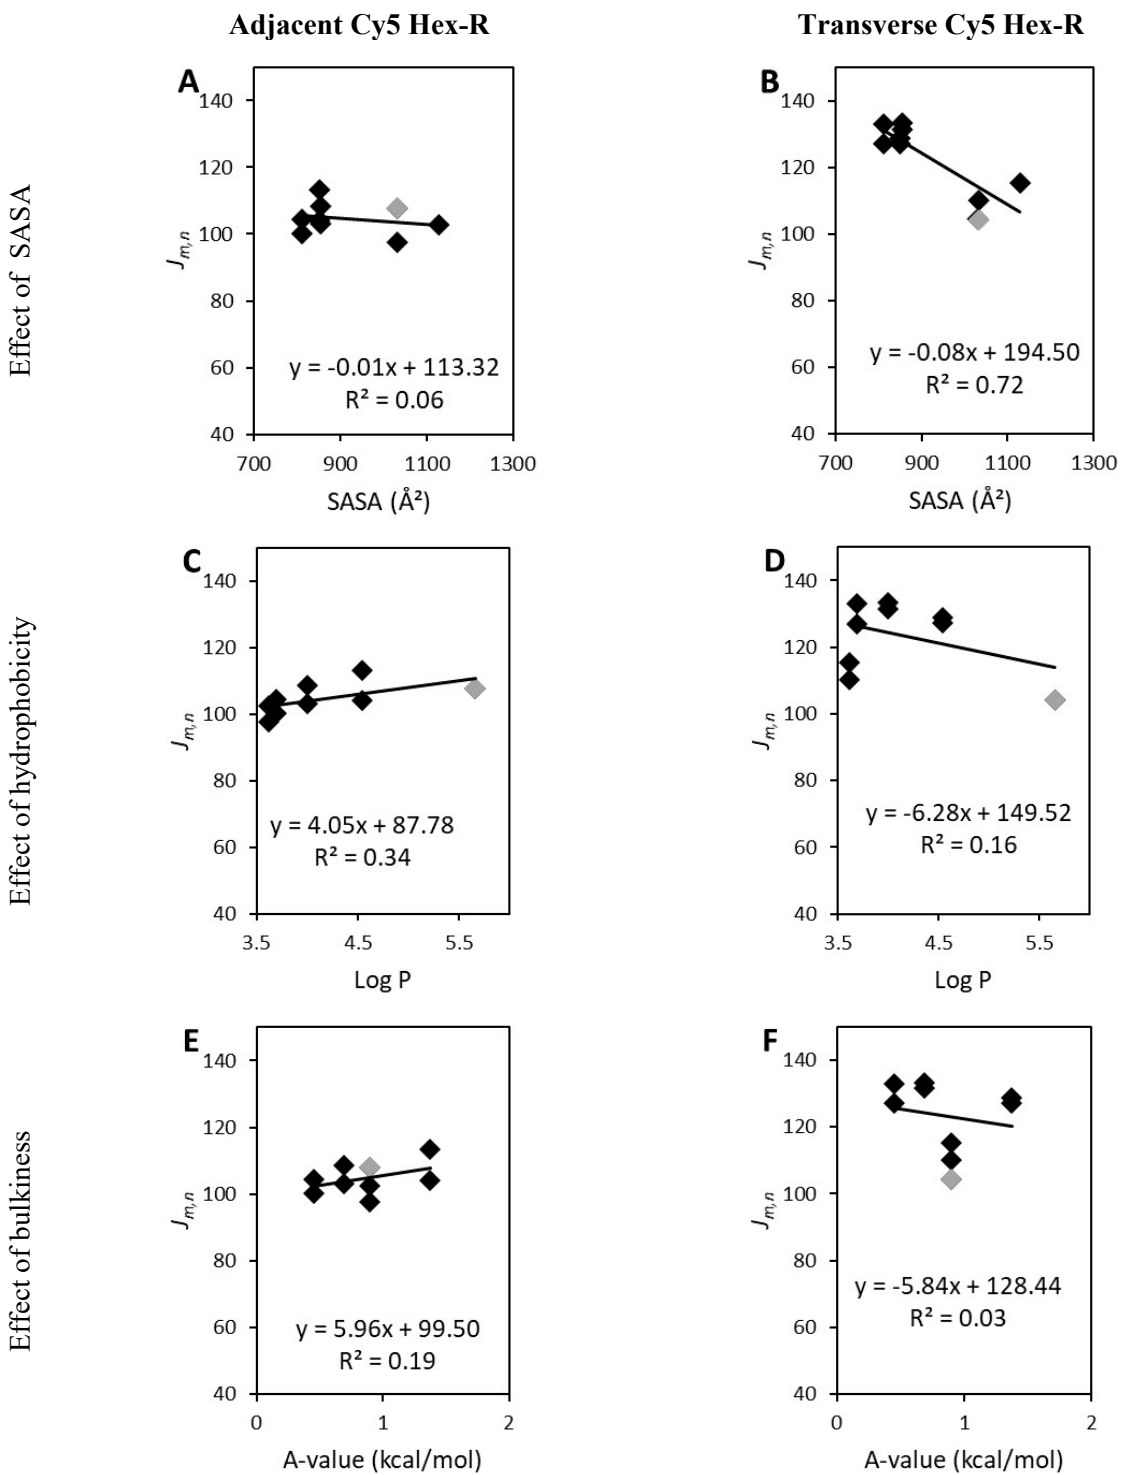 Adjacent Cy5 Hex-R
Transverse Cy5 Hex-R
Effect of SASA
A
140
120
100
80
60
40
J m,n
y = -0.01x + 113.32
R² = 0.06
700 900 1100 1300
SASA (Å²)
B
140
120
100
80
60
40
J m,n
y = -0.08x + 194.50
R² = 0.72
700 900 1100 1300
SASA (Å²)
Effect of hydrophobicity
C
140
120
100
80
60
40
J m,n
y = 4.05x + 87.78
R² = 0.34
3.5 4.5 5.5
Log P
D
140
120
100
80
60
40
J m,n
y = -6.28x + 149.52
R² = 0.16
3.5 4.5 5.5
Log P
Effect of bulkiness
E
140
120
100
80
60
40
J m,n
y = 5.96x + 99.50
R² = 0.19
0 1 2
A-value (kcal/mol)
F
140
120
100
80
60
40
J m,n
y = -5.84x + 128.44
R² = 0.03
0 1 2
A-value (kcal/mol)